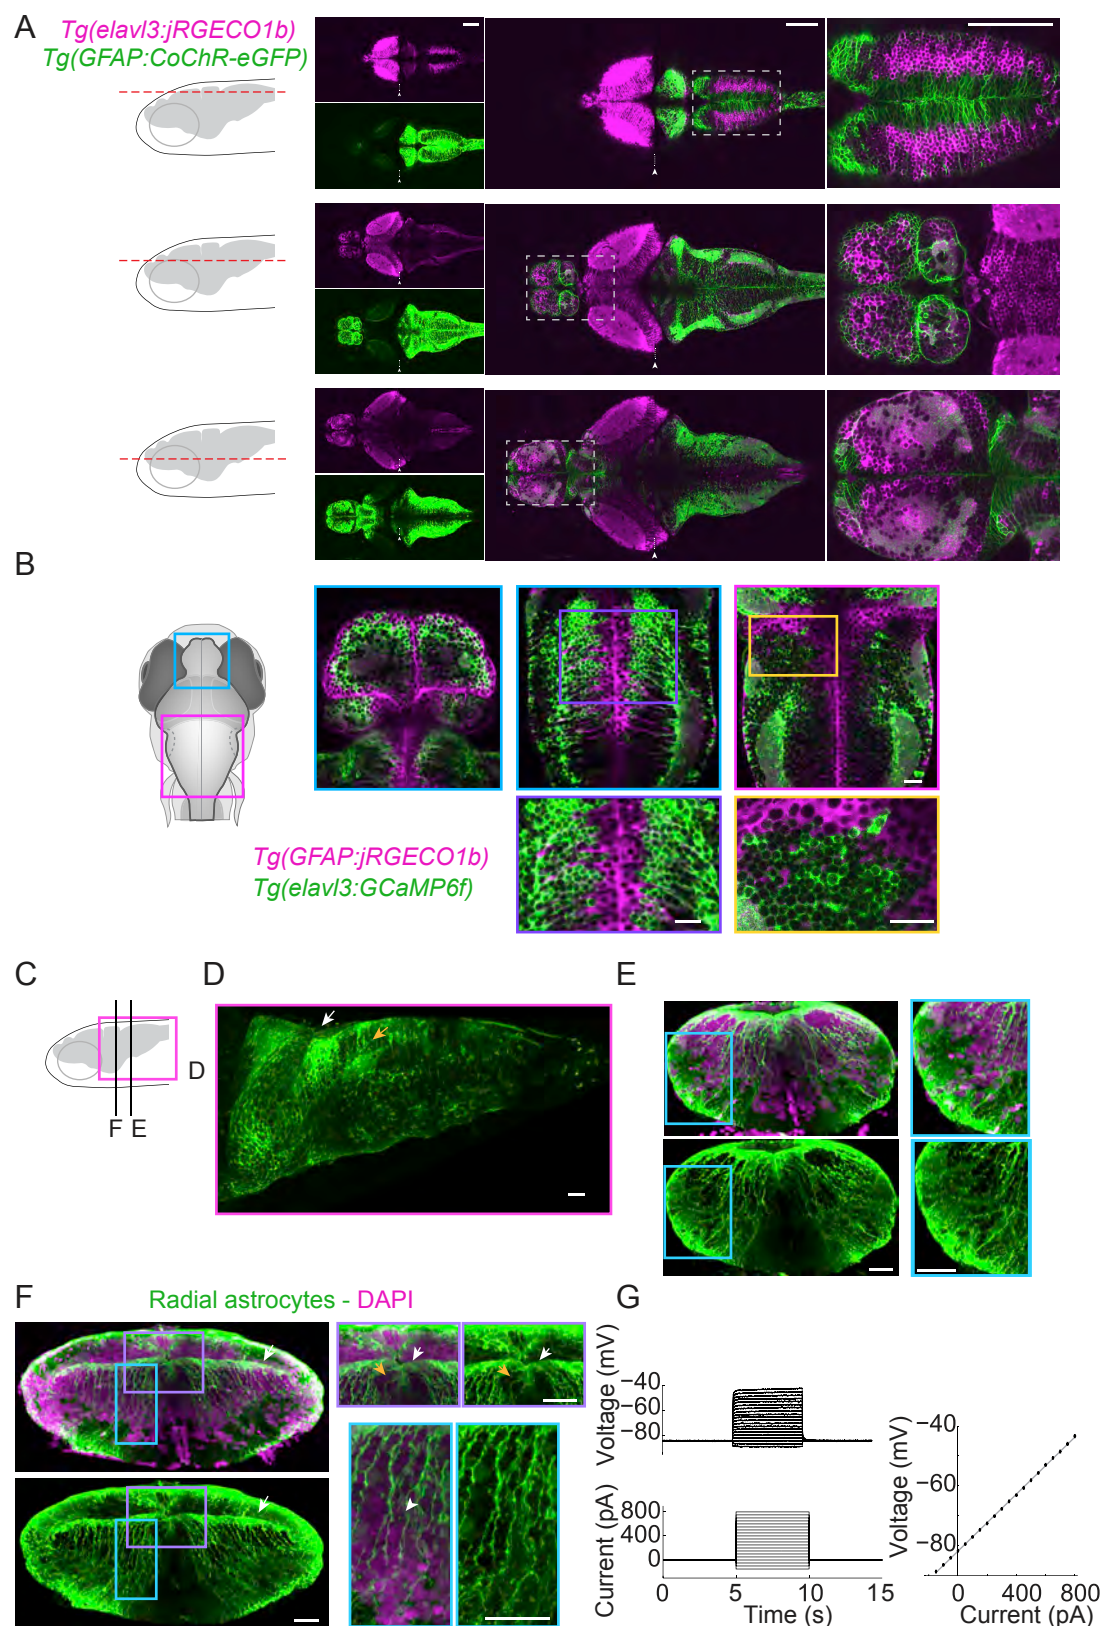 A
Tg(elavl3:jRGECO1b)
Tg(GFAP:CoChR-eGFP)
B
Tg(GFAP:jRGECO1b)
Tg(elavl3:GCaMP6f)
C
D
E
D
F E
F
Radial astrocytes - DAPI
G
Voltage (mV)
−40
−60
−80
Current (pA)
800
400
0
0 5 10 15
Time (s)
Voltage (mV)
−40
−60
−80
0 400 800
Current (pA)